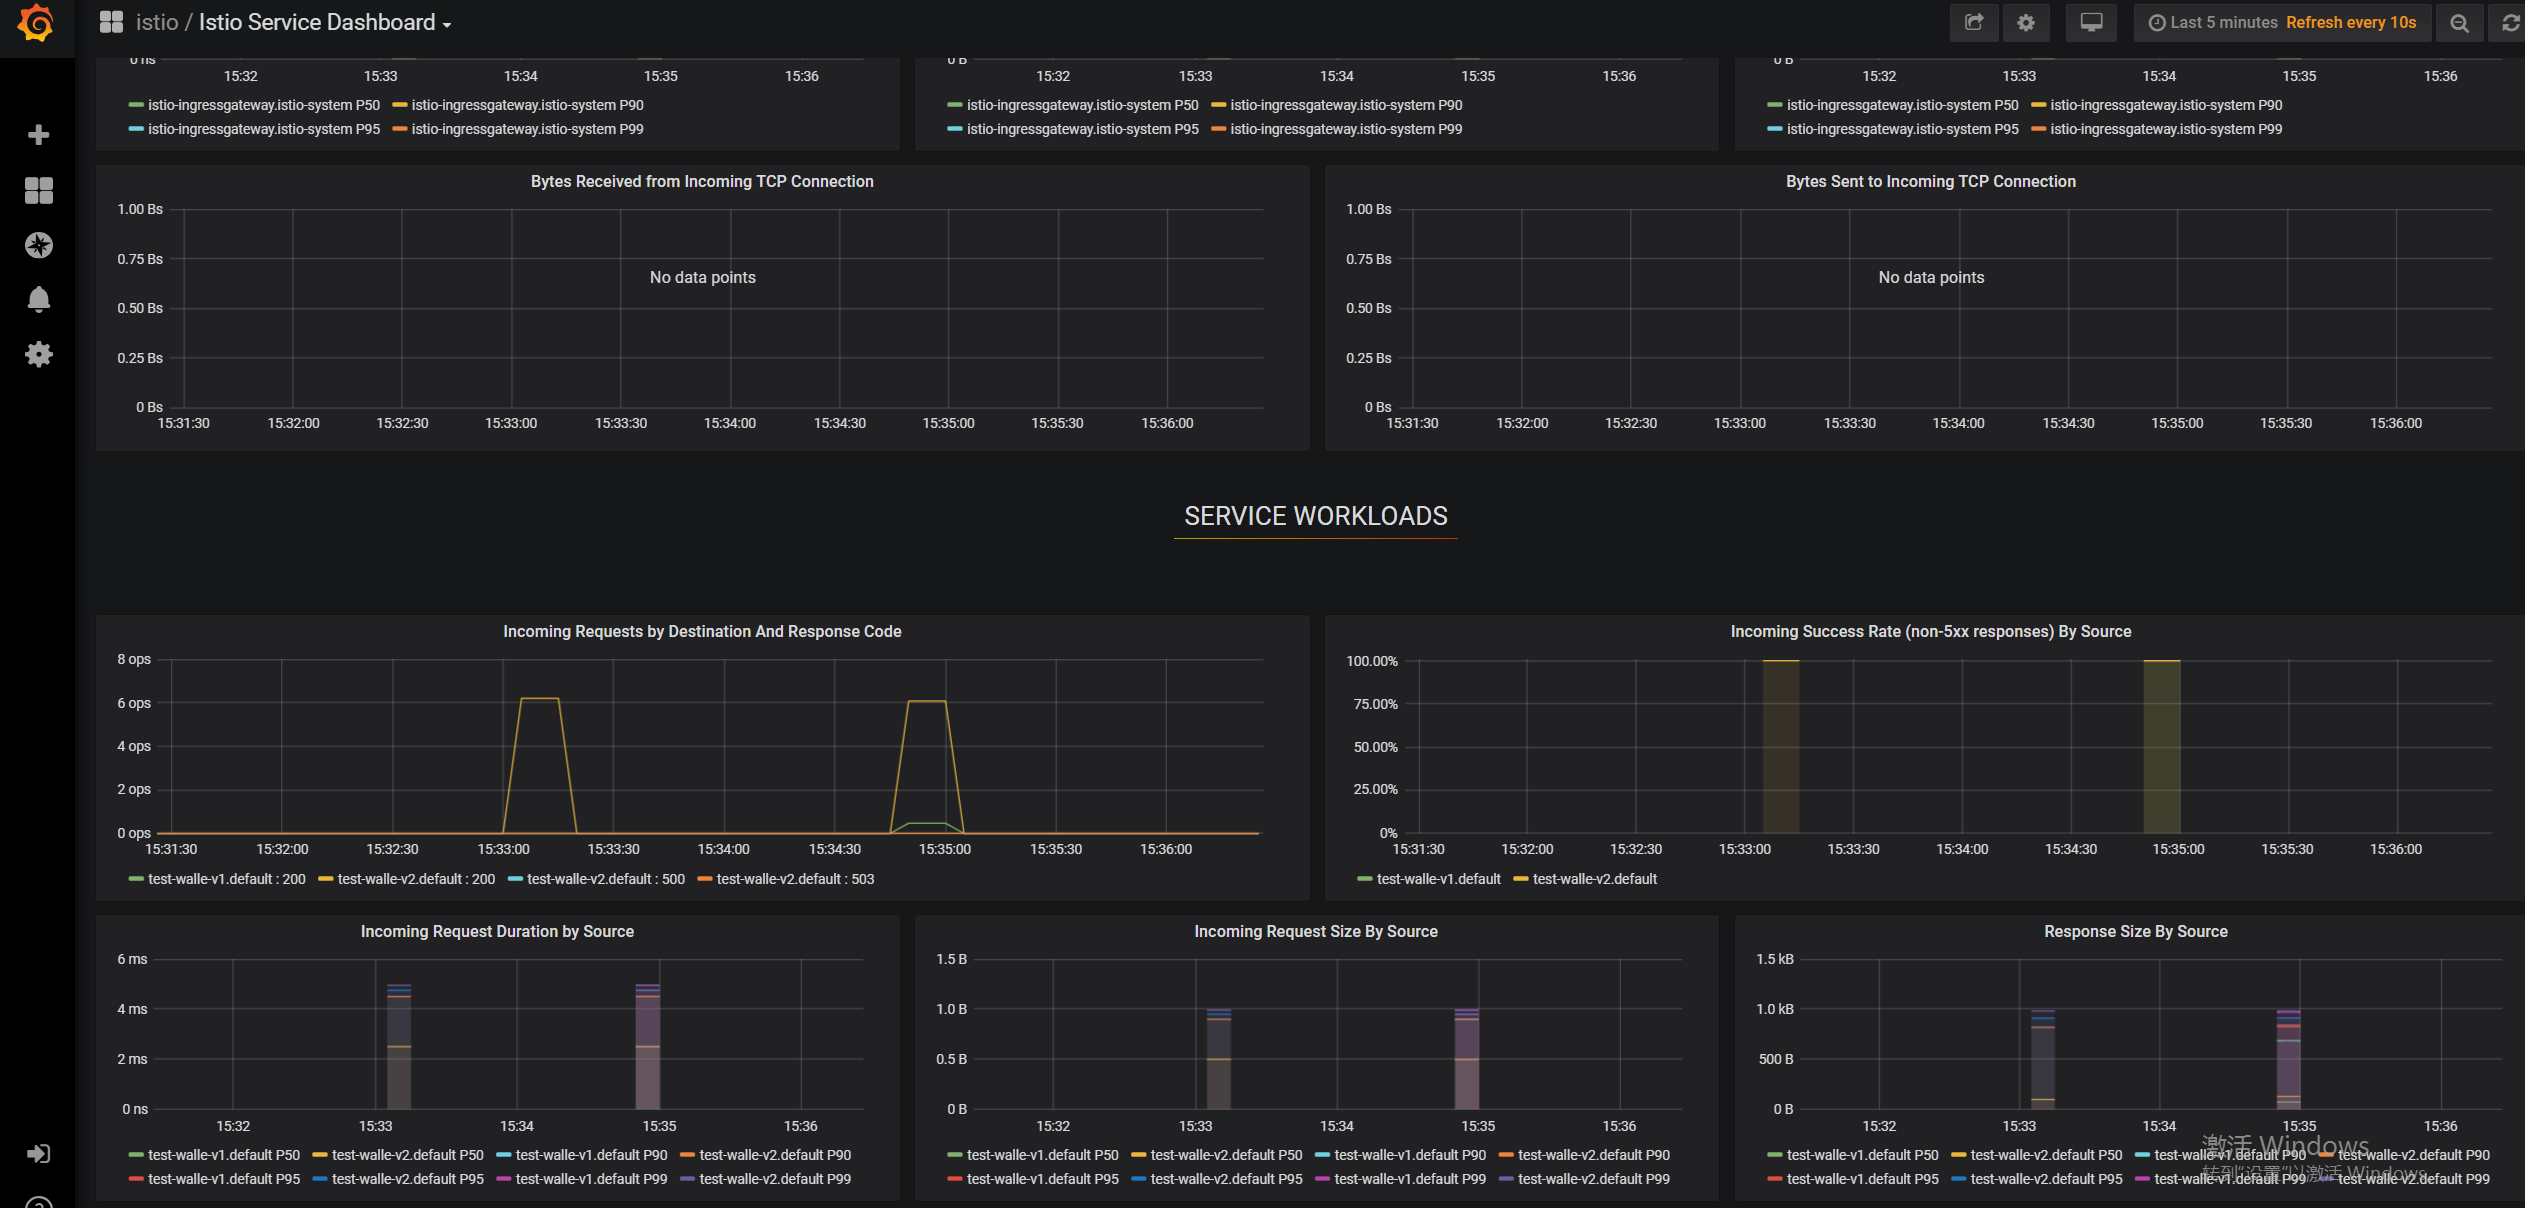 istio / Istio Service Dashboard
Last 5 minutes Refresh every 10s
0 ns
15:32 15:33 15:34 15:35 15:36
istio-ingressgateway.istio-system P50 istio-ingressgateway.istio-system P90
istio-ingressgateway.istio-system P95 istio-ingressgateway.istio-system P99
0 B
15:32 15:33 15:34 15:35 15:36
istio-ingressgateway.istio-system P50 istio-ingressgateway.istio-system P90
istio-ingressgateway.istio-system P95 istio-ingressgateway.istio-system P99
0 B
15:32 15:33 15:34 15:35 15:36
istio-ingressgateway.istio-system P50 istio-ingressgateway.istio-system P90
istio-ingressgateway.istio-system P95 istio-ingressgateway.istio-system P99
Bytes Received from Incoming TCP Connection
1.00 Bs
0.75 Bs
No data points
0.50 Bs
0.25 Bs
0 Bs
15:31:30 15:32:00 15:32:30 15:33:00 15:33:30 15:34:00 15:34:30 15:35:00 15:35:30 15:36:00
Bytes Sent to Incoming TCP Connection
1.00 Bs
0.75 Bs
No data points
0.50 Bs
0.25 Bs
0 Bs
15:31:30 15:32:00 15:32:30 15:33:00 15:33:30 15:34:00 15:34:30 15:35:00 15:35:30 15:36:00
SERVICE WORKLOADS
Incoming Requests by Destination And Response Code
8 ops
6 ops
4 ops
2 ops
0 ops
15:31:30 15:32:00 15:32:30 15:33:00 15:33:30 15:34:00 15:34:30 15:35:00 15:35:30 15:36:00
test-walle-v1.default : 200 test-walle-v2.default : 200 test-walle-v2.default : 500 test-walle-v2.default : 503
Incoming Success Rate (non-5xx responses) By Source
100.00%
75.00%
50.00%
25.00%
0%
15:31:30 15:32:00 15:32:30 15:33:00 15:33:30 15:34:00 15:34:30 15:35:00 15:35:30 15:36:00
test-walle-v1.default test-walle-v2.default
Incoming Request Duration by Source
6 ms
4 ms
2 ms
0 ns
15:32 15:33 15:34 15:35 15:36
test-walle-v1.default P50 test-walle-v2.default P50 test-walle-v1.default P90 test-walle-v2.default P90
test-walle-v1.default P95 test-walle-v2.default P95 test-walle-v1.default P99 test-walle-v2.default P99
Incoming Request Size By Source
1.5 B
1.0 B
0.5 B
0 B
15:32 15:33 15:34 15:35 15:36
test-walle-v1.default P50 test-walle-v2.default P50 test-walle-v1.default P90 test-walle-v2.default P90
test-walle-v1.default P95 test-walle-v2.default P95 test-walle-v1.default P99 test-walle-v2.default P99
Response Size By Source
1.5 kB
1.0 kB
500 B
0 B
15:32 15:33 15:34 15:35 15:36
test-walle-v1.default P50 test-walle-v2.default P50 test-walle-v1.default P90 test-walle-v2.default P90
test-walle-v1.default P95 test-walle-v2.default P95 test-walle-v1.default P99 test-walle-v2.default P99
激活 Windows
转到"设置"以激活 Windows。